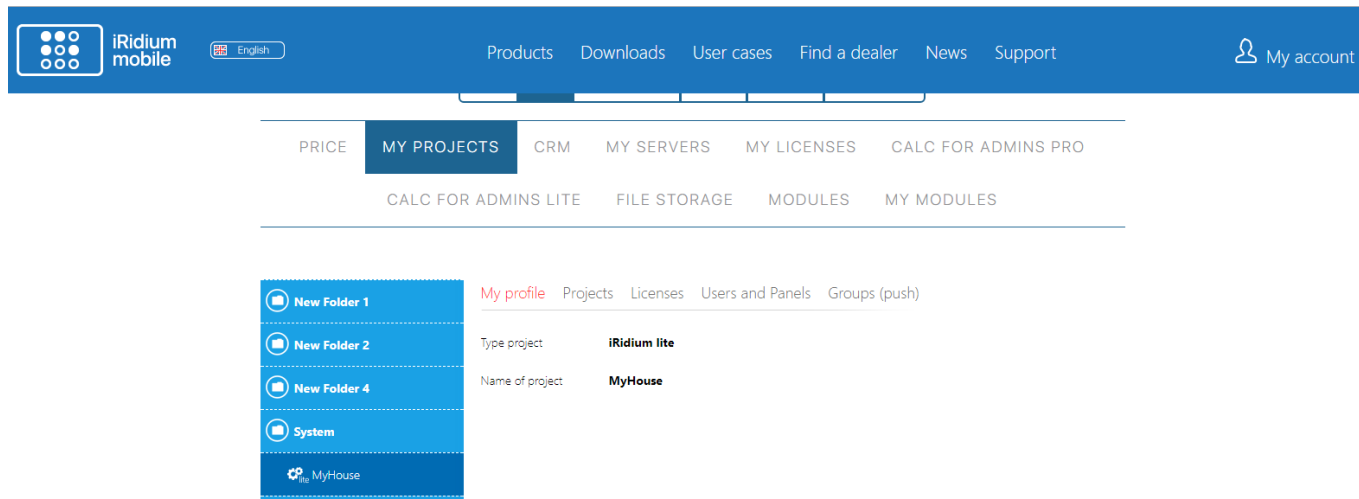 iRidium
mobile
English
Products Downloads User cases Find a dealer News Support
My account
PRICE MY PROJECTS CRM MY SERVERS MY LICENSES CALC FOR ADMINS PRO
CALC FOR ADMINS LITE FILE STORAGE MODULES MY MODULES
New Folder 1
New Folder 2
New Folder 4
System
lite MyHouse
My profile Projects Licenses Users and Panels Groups (push)
Type project iRidium lite
Name of project MyHouse